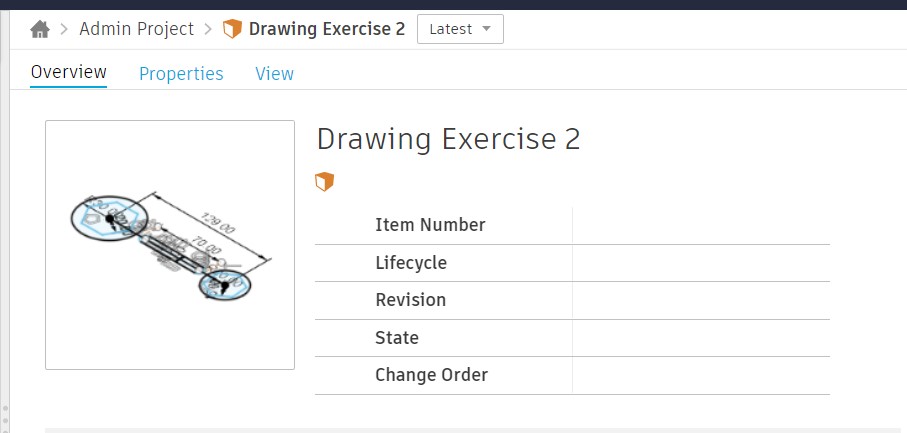 Admin Project Drawing Exercise 2 Latest
Overview Properties View
Drawing Exercise 2
129.00
70.00
Item Number
Lifecycle
Revision
State
Change Order